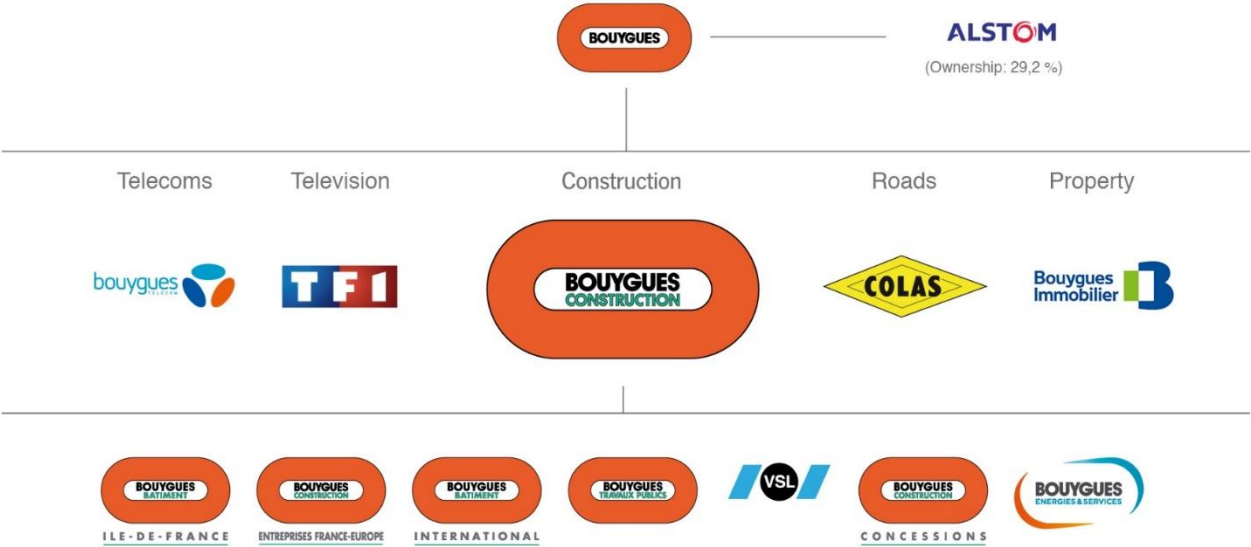 BOUYGUES
ALSTOM
(Ownership: 29,2 %)
Telecoms
Television
Construction
Roads
Property
bouygues
TELECOM
TF1
BOUYGUES
CONSTRUCTION
COLAS
Bouygues
Immobilier
BOUYGUES
BATIMENT
ILE-DE-FRANCE
BOUYGUES
CONSTRUCTION
ENTREPRISES FRANCE-EUROPE
BOUYGUES
BATIMENT
INTERNATIONAL
BOUYGUES
TRAVAUX PUBLICS
VSL
BOUYGUES
CONSTRUCTION
CONCESSIONS
BOUYGUES
ENERGIES & SERVICES